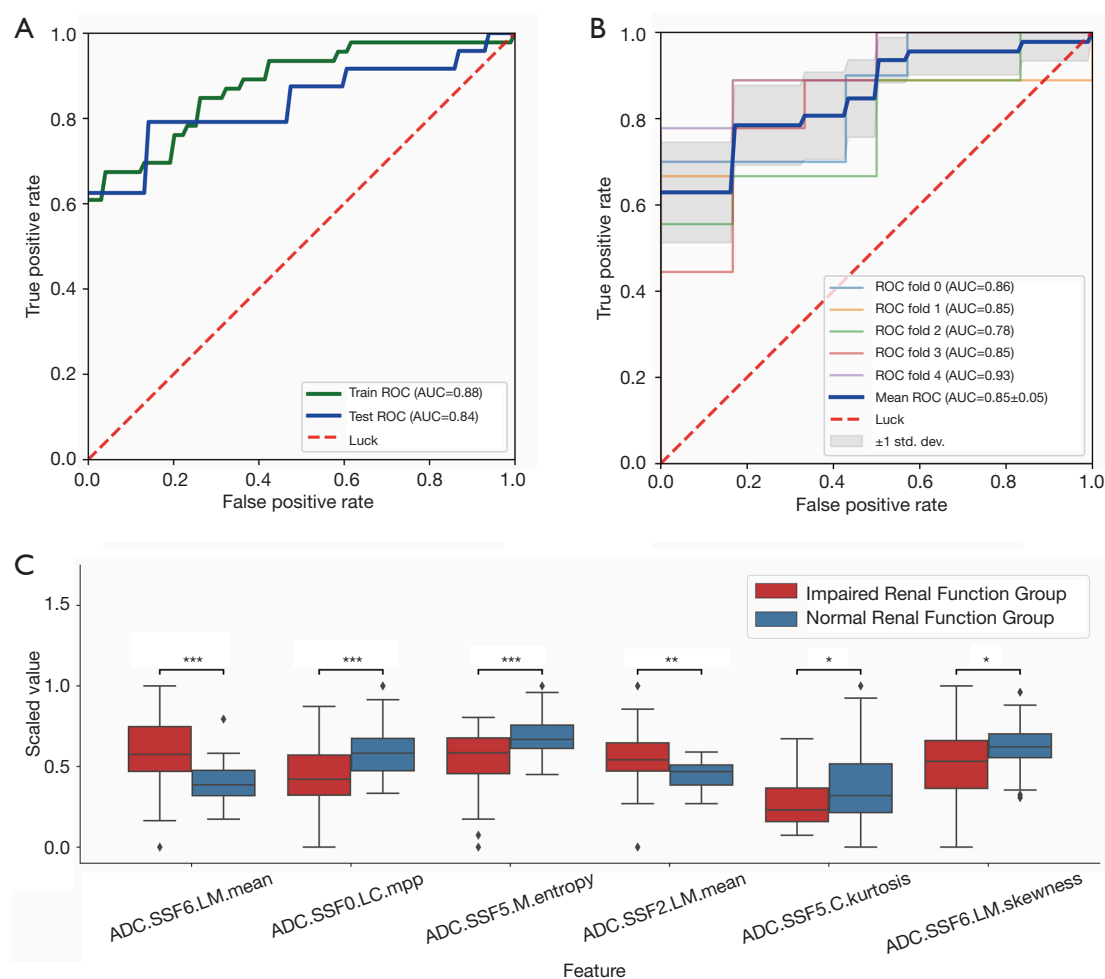 A
1.0
0.8
0.6
0.4
0.2
0.0
True positive rate
Train ROC (AUC=0.88)
Test ROC (AUC=0.84)
Luck
0.0 0.2 0.4 0.6 0.8 1.0
False positive rate
B
1.0
0.8
0.6
0.4
0.2
0.0
True positive rate
ROC fold 0 (AUC=0.86)
ROC fold 1 (AUC=0.85)
ROC fold 2 (AUC=0.78)
ROC fold 3 (AUC=0.85)
ROC fold 4 (AUC=0.93)
Mean ROC (AUC=0.85±0.05)
Luck
±1 std. dev.
0.0 0.2 0.4 0.6 0.8 1.0
False positive rate
C
1.5
1.0
0.5
0.0
Scaled value
Impaired Renal Function Group
Normal Renal Function Group
*** *** *** ** * *
ADC.SSF6.LM.mean
ADC.SSF0.LC.mpp
ADC.SSF5.M.entropy
ADC.SSF2.LM.mean
ADC.SSF5.C.kurtosis
ADC.SSF6.LM.skewness
Feature